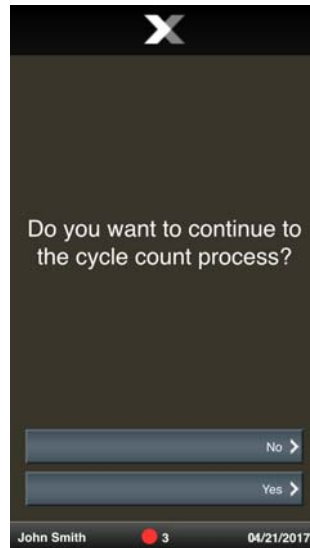 Do you want to continue to
the cycle count process?
No
Yes
John Smith 3 04/21/2017